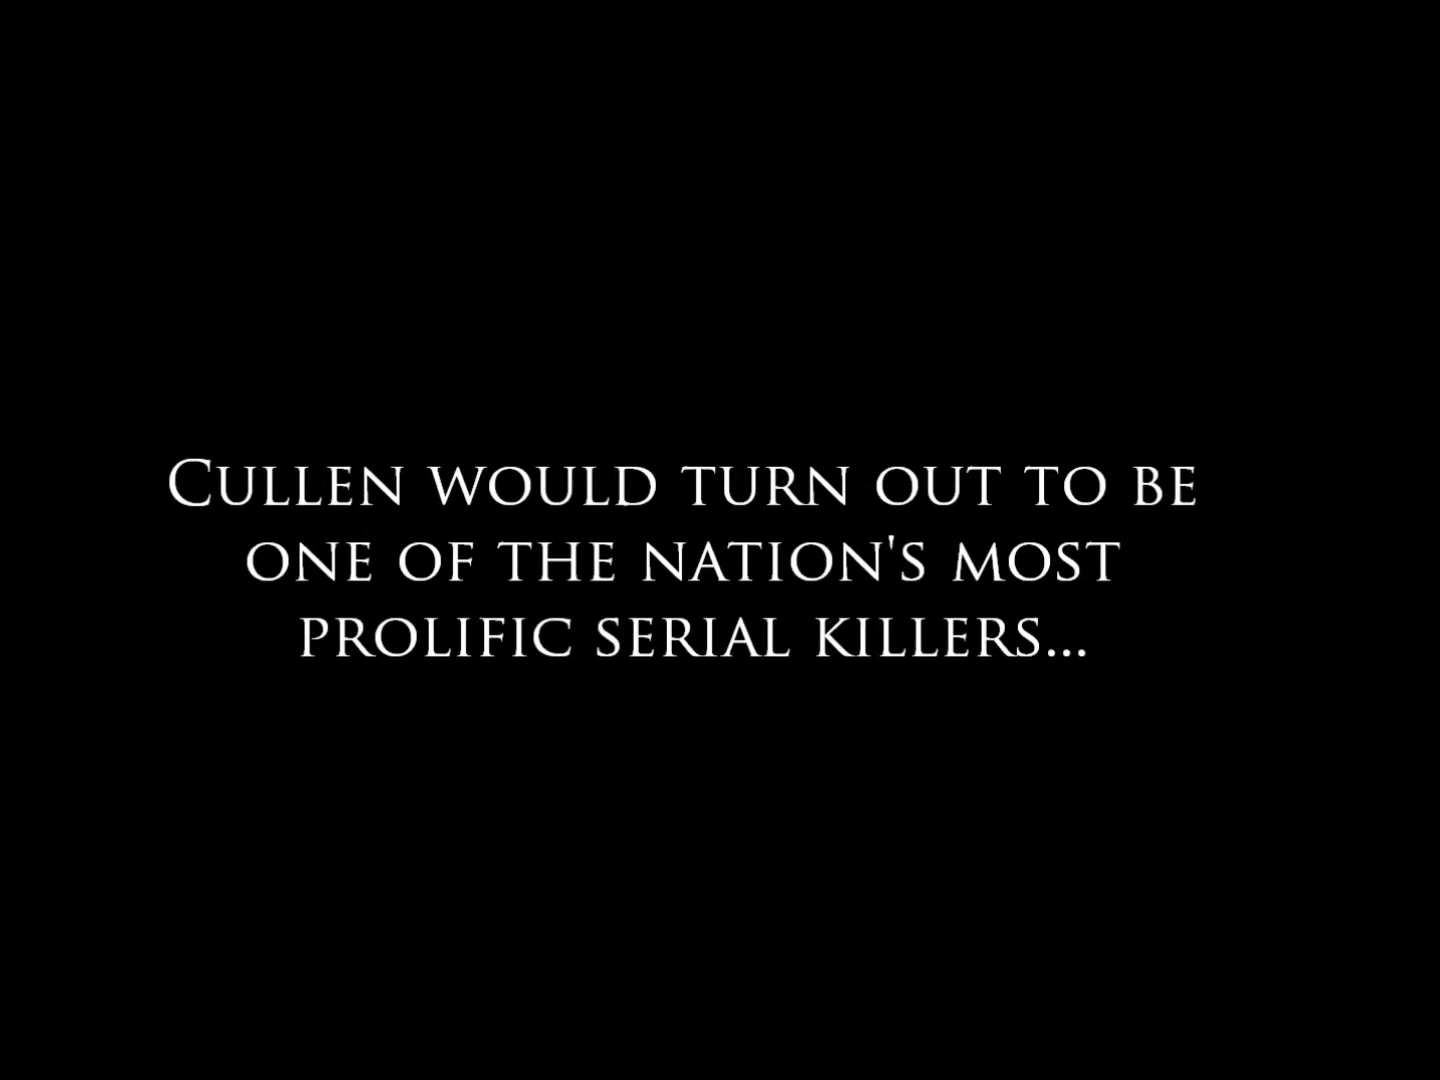 Cullen would turn out to be
one of the nation's most
prolific serial killers...